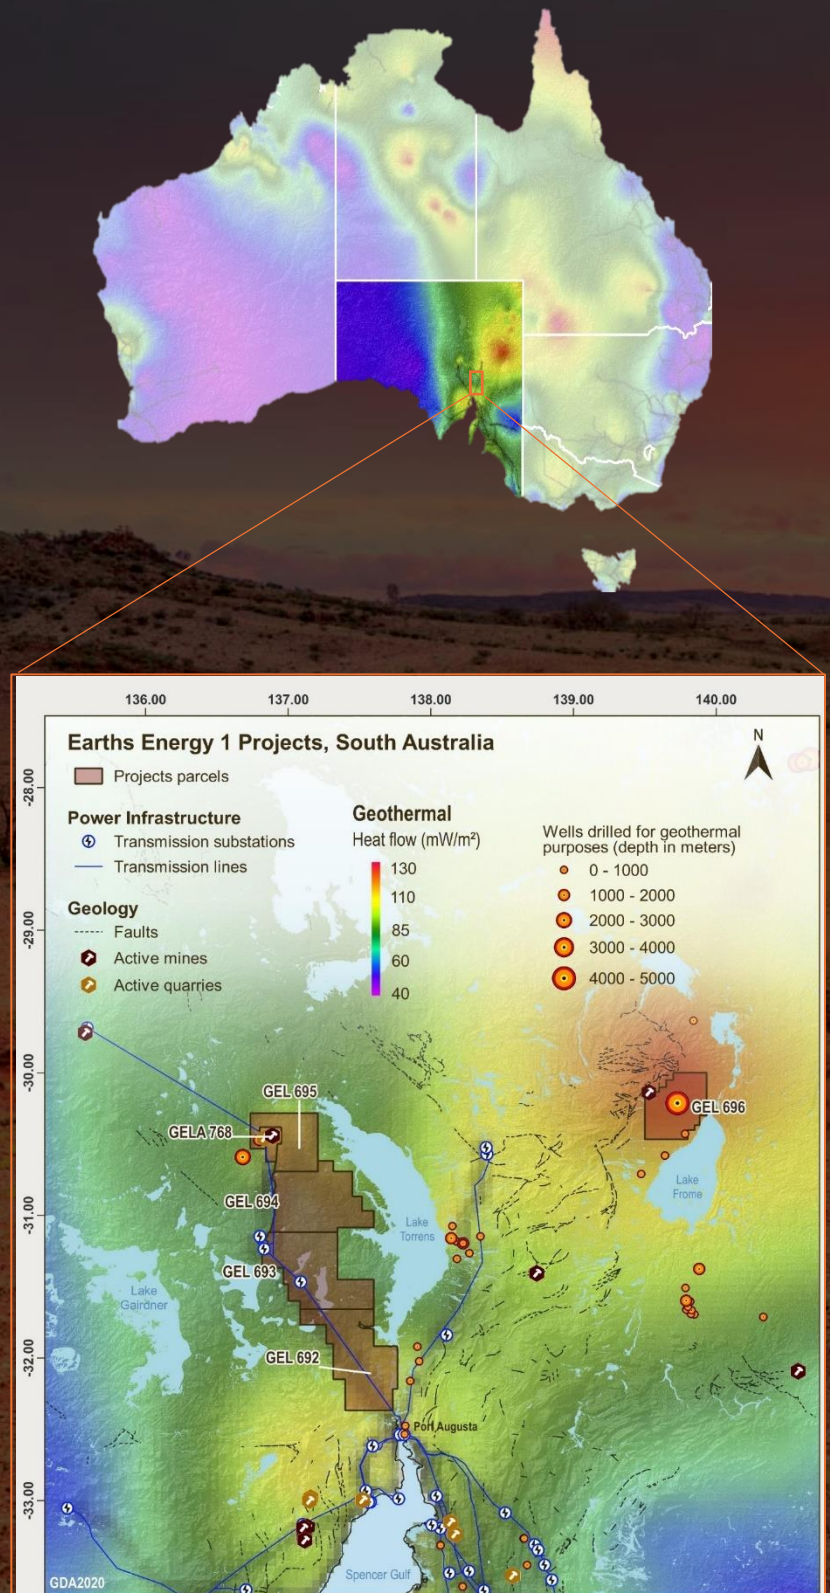 136.00 137.00 138.00 139.00 140.00
Earths Energy 1 Projects, South Australia
N
Projects parcels
-28.00
Power Infrastructure
Transmission substations
Transmission lines
Geothermal
Heat flow (mW/m²)
130
110
85
60
40
Wells drilled for geothermal
purposes (depth in meters)
0 - 1000
1000 - 2000
2000 - 3000
3000 - 4000
4000 - 5000
Geology
Faults
Active mines
Active quarries
-29.00
-30.00
GEL 695
GEL 696
GELA 768
Lake
Frome
GEL 694
-31.00
Lake
Torrens
GEL 693
Lake
Gairdner
-32.00
GEL 692
Port Augusta
-33.00
Spencer Gulf
GDA2020